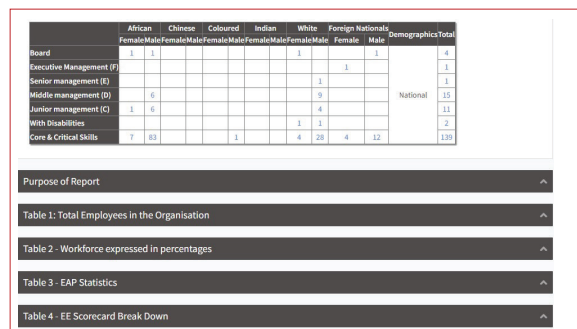 African Chinese Coloured Indian White Foreign Nationals Demographics Total
Female Male Female Male Female Male Female Male Female Male Female Male
Board 1 1 1 1 4
Executive Management (F) 1 1
Senior management (E) 1 1
Middle management (D) 6 9 National 15
Junior management (C) 1 6 4 11
With Disabilities 1 1 2
Core & Critical Skills 7 83 1 4 28 4 12 139
Purpose of Report
Table 1: Total Employees in the Organisation
Table 2 - Workforce expressed in percentages
Table 3 - EAP Statistics
Table 4 - EE Scorecard Break Down